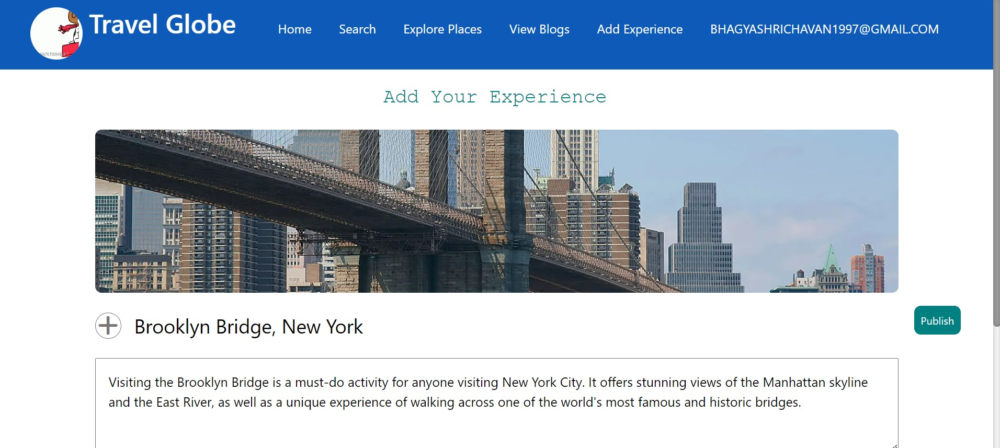 Travel Globe
Home Search Explore Places View Blogs Add Experience BHAGYASHRICHAVAN1997@GMAIL.COM
Add Your Experience
Brooklyn Bridge, New York
Publish
Visiting the Brooklyn Bridge is a must-do activity for anyone visiting New York City. It offers stunning views of the Manhattan skyline
and the East River, as well as a unique experience of walking across one of the world's most famous and historic bridges.